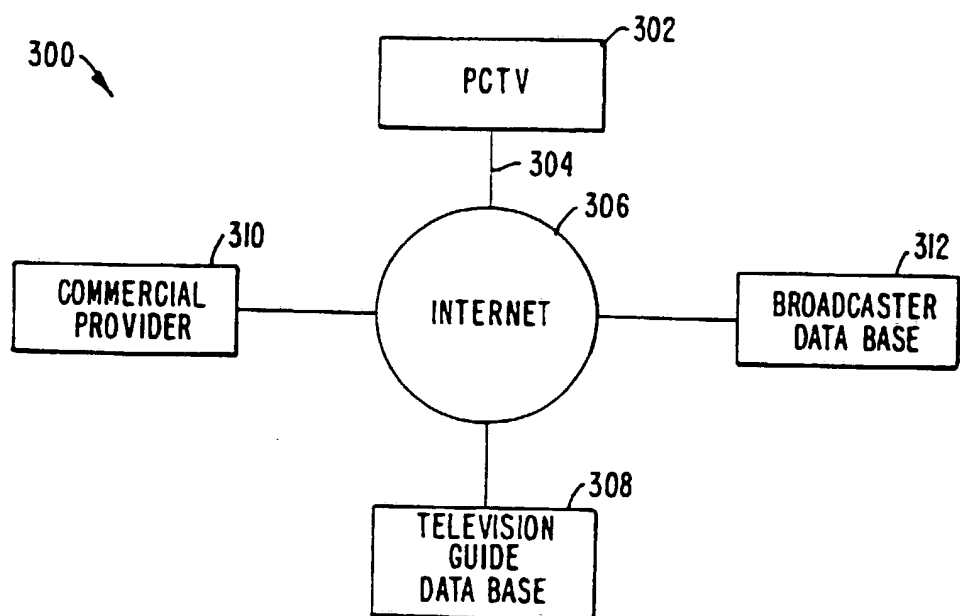 302
300
PCTV
304
306
310
312
COMMERCIAL
PROVIDER
INTERNET
BROADCASTER
DATA BASE
308
TELEVISION
GUIDE
DATA BASE